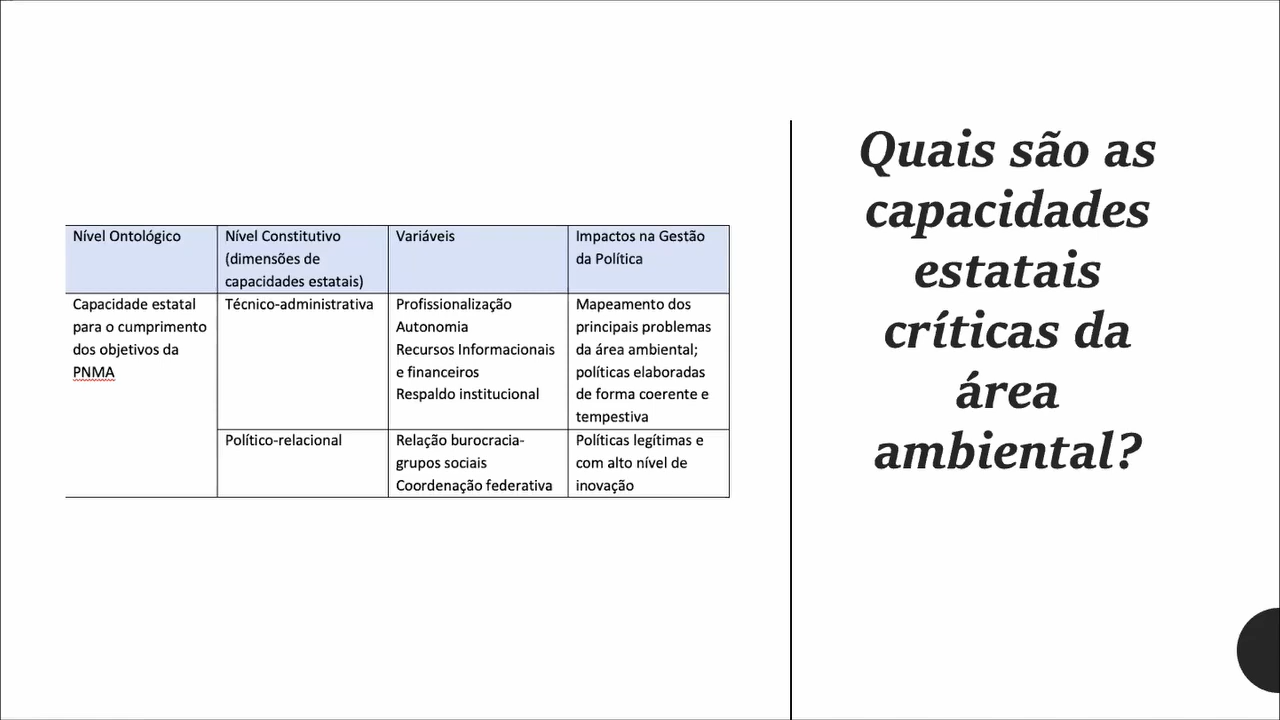 Quais são as
capacidades
estatais
críticas da
área
ambiental?
Nível Ontológico
Nível Constitutivo
(dimensões de
capacidades estatais)
Variáveis
Impactos na Gestão
da Política
Capacidade estatal
para o cumprimento
dos objetivos da
PNMA
Técnico-administrativa
Profissionalização
Autonomia
Recursos Informacionais
e financeiros
Respaldo institucional
Mapeamento dos
principais problemas
da área ambiental;
políticas elaboradas
de forma coerente e
tempestiva
Político-relacional
Relação burocracia-
grupos sociais
Coordenação federativa
Políticas legítimas e
com alto nível de
inovação